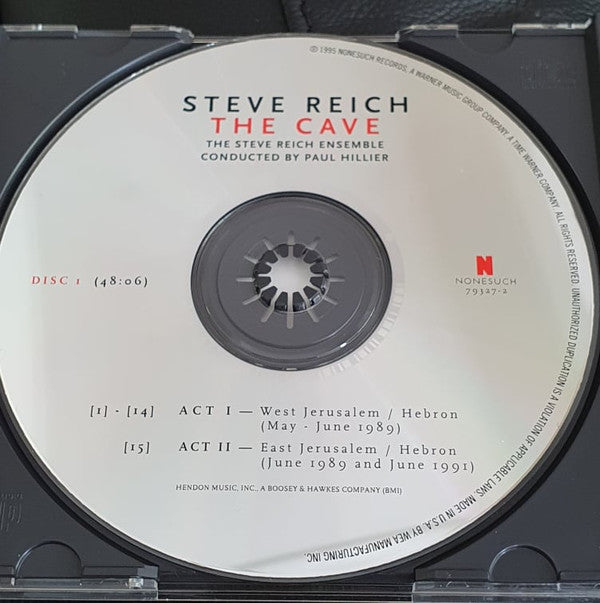 ℗ © 1995 NONESUCH RECORDS, A WARNER MUSIC GROUP COMPANY, A TIME WARNER COMPANY. ALL RIGHTS RESERVED. UNAUTHORIZED DUPLICATION IS A VIOLATION OF APPLICABLE LAWS. MADE IN U.S.A. BY WEA MANUFACTURING INC.
STEVE REICH
THE CAVE
THE STEVE REICH ENSEMBLE
CONDUCTED BY PAUL HILLIER
DISC 1 (48:06)
N
NONESUCH
79327-2
[1] - [14] ACT I — West Jerusalem / Hebron
(May - June 1989)
[15] ACT II — East Jerusalem / Hebron
(June 1989 and June 1991)
HENDON MUSIC, INC., A BOOSEY & HAWKES COMPANY (BMI)